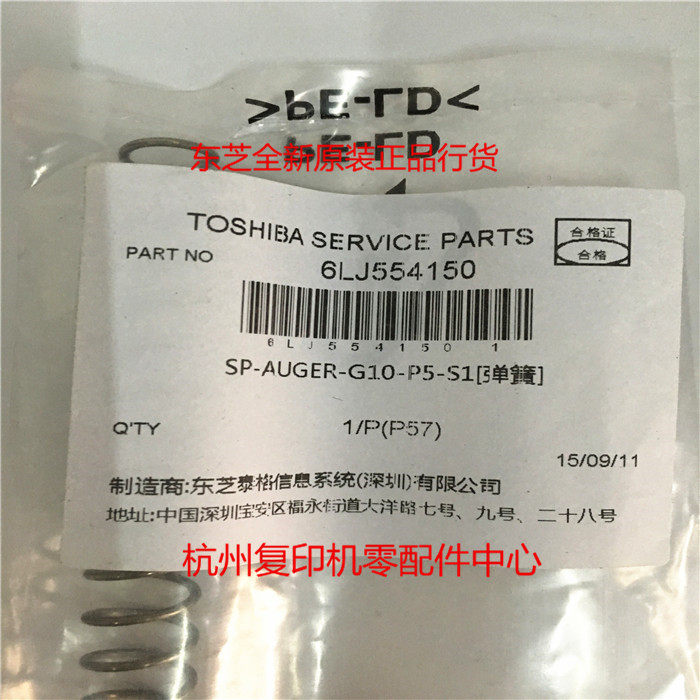 >PE-LD<
PE-LD
东芝全新原装正品行货
TOSHIBA SERVICE PARTS
合格证
合格
PART NO 6LJ554150
6LJ5541501
SP-AUGER-G10-P5-S1[弹簧]
Q'TY 1/P(P57)
15/09/11
制造商:东芝泰格信息系统(深圳)有限公司
地址:中国深圳宝安区福永街道大洋路七号、九号、二十八号
杭州复印机零配件中心